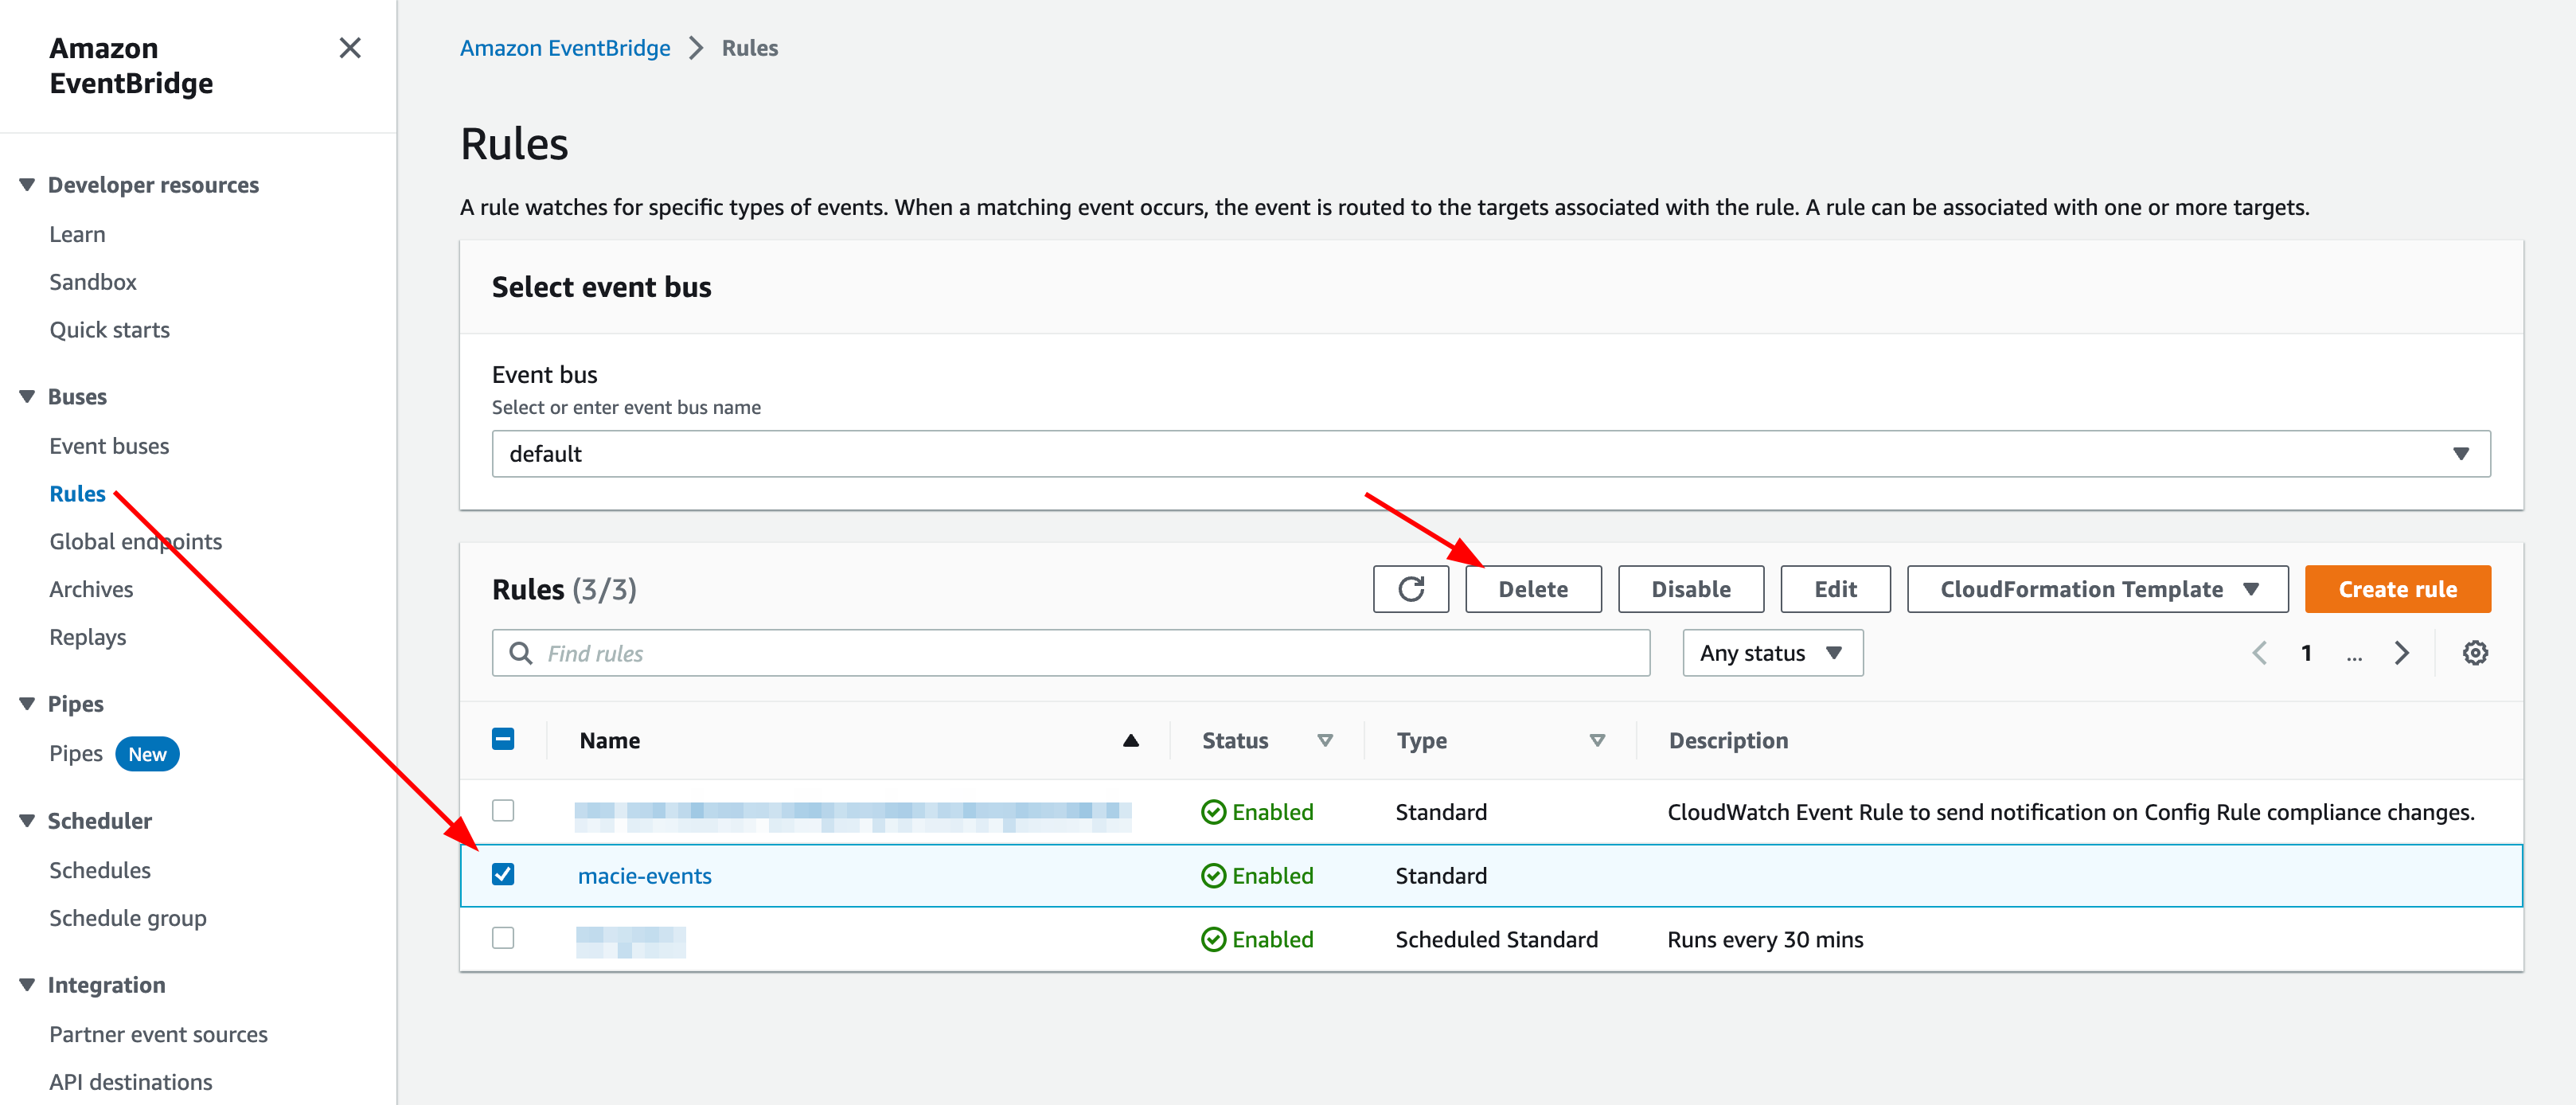 Amazon
EventBridge
Developer resources
Learn
Sandbox
Quick starts
Buses
Event buses
Rules
Global endpoints
Archives
Replays
Pipes
Pipes New
Scheduler
Schedules
Schedule group
Integration
Partner event sources
API destinations
Amazon EventBridge > Rules
Rules
A rule watches for specific types of events. When a matching event occurs, the event is routed to the targets associated with the rule. A rule can be associated with one or more targets.
Select event bus
Event bus
Select or enter event bus name
default
Rules (3/3) Delete Disable Edit CloudFormation Template Create rule
Find rules Any status 1 ...
Name Status Type Description
Enabled Standard CloudWatch Event Rule to send notification on Config Rule compliance changes.
macie-events Enabled Standard
Enabled Scheduled Standard Runs every 30 mins